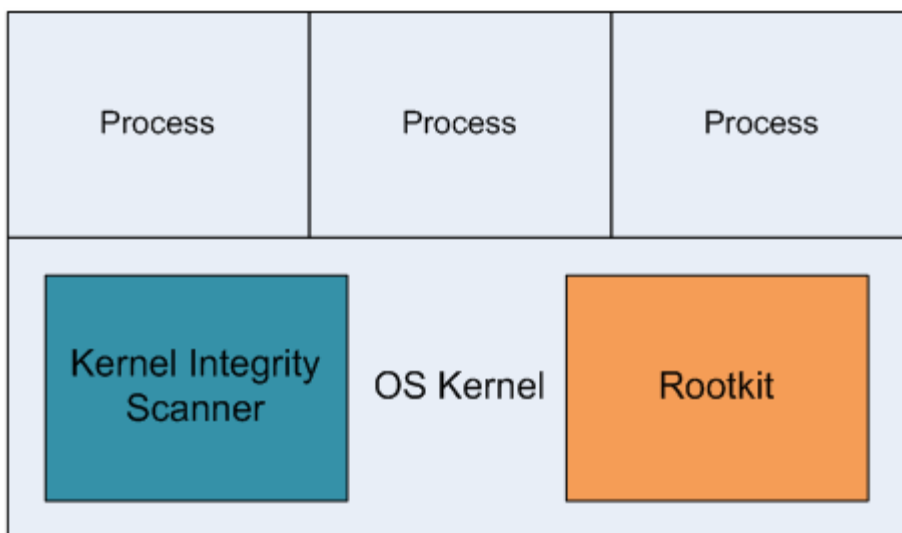 Process
Process
Process
Kernel Integrity
Scanner
OS Kernel
Rootkit